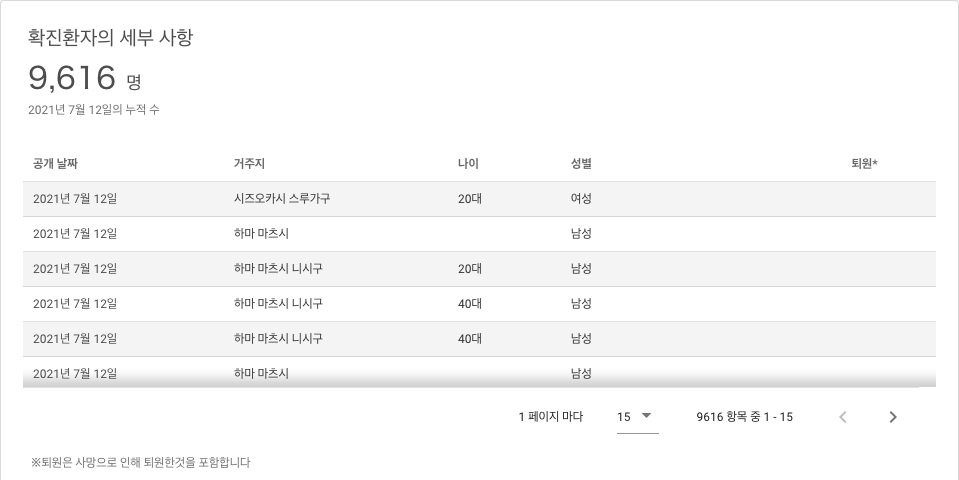 확진환자의 세부 사항
9,616 명
2021년 7월 12일의 누적 수
공개 날짜 거주지 나이 성별 퇴원*
2021년 7월 12일 시즈오카시 스루가구 20대 여성
2021년 7월 12일 하마 마츠시 남성
2021년 7월 12일 하마 마츠시 니시구 20대 남성
2021년 7월 12일 하마 마츠시 니시구 40대 남성
2021년 7월 12일 하마 마츠시 니시구 40대 남성
2021년 7월 12일 하마 마츠시 남성
1 페이지 마다 15 9616 항목 중 1 - 15
※퇴원은 사망으로 인해 퇴원한것을 포함합니다